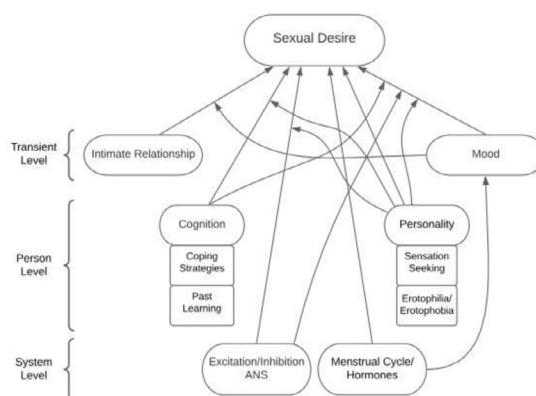 Sexual Desire
Transient
Level
Intimate Relationship
Mood
Person
Level
Cognition
Coping
Strategies
Past
Learning
Personality
Sensation
Seeking
Erotophilia/
Erotophobia
System
Level
Excitation/Inhibition
ANS
Menstrual Cycle/
Hormones